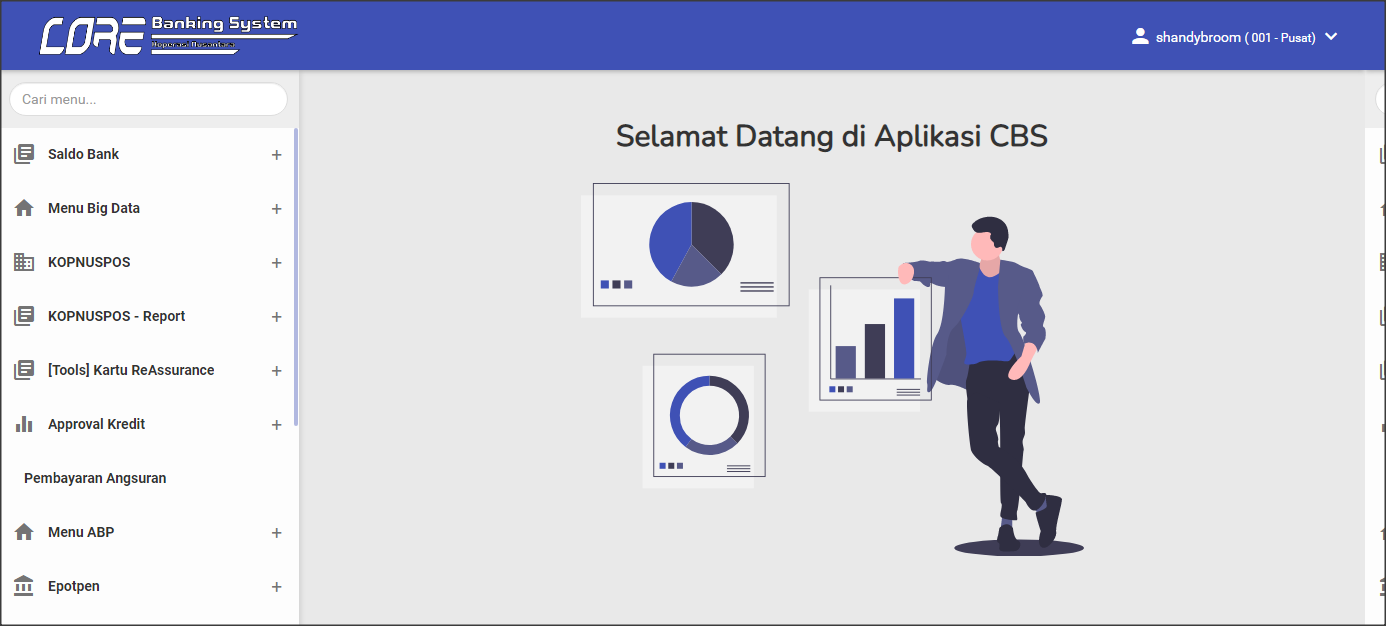 CORE Banking System
Koperasi Nusantara
shandybroom ( 001 - Pusat)
Cari menu...
Saldo Bank +
Menu Big Data +
KOPNUSPOS +
KOPNUSPOS - Report +
[Tools] Kartu ReAssurance +
Approval Kredit +
Pembayaran Angsuran
Menu ABP +
Epotpen +
Selamat Datang di Aplikasi CBS